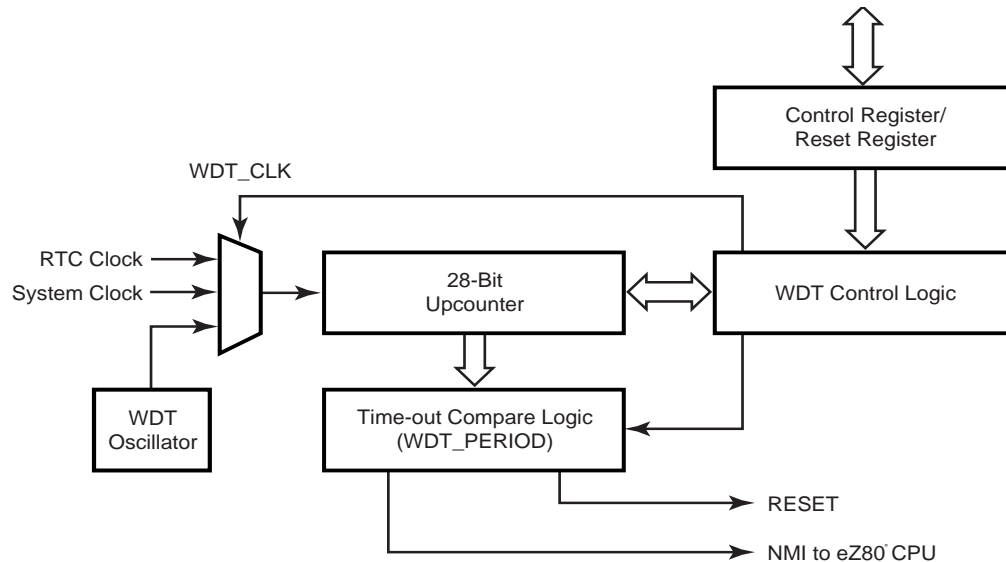 Control Register/
Reset Register
WDT_CLK
RTC Clock
System Clock
28-Bit
Upcounter
WDT Control Logic
WDT
Oscillator
Time-out Compare Logic
(WDT_PERIOD)
RESET
NMI to eZ80 CPU